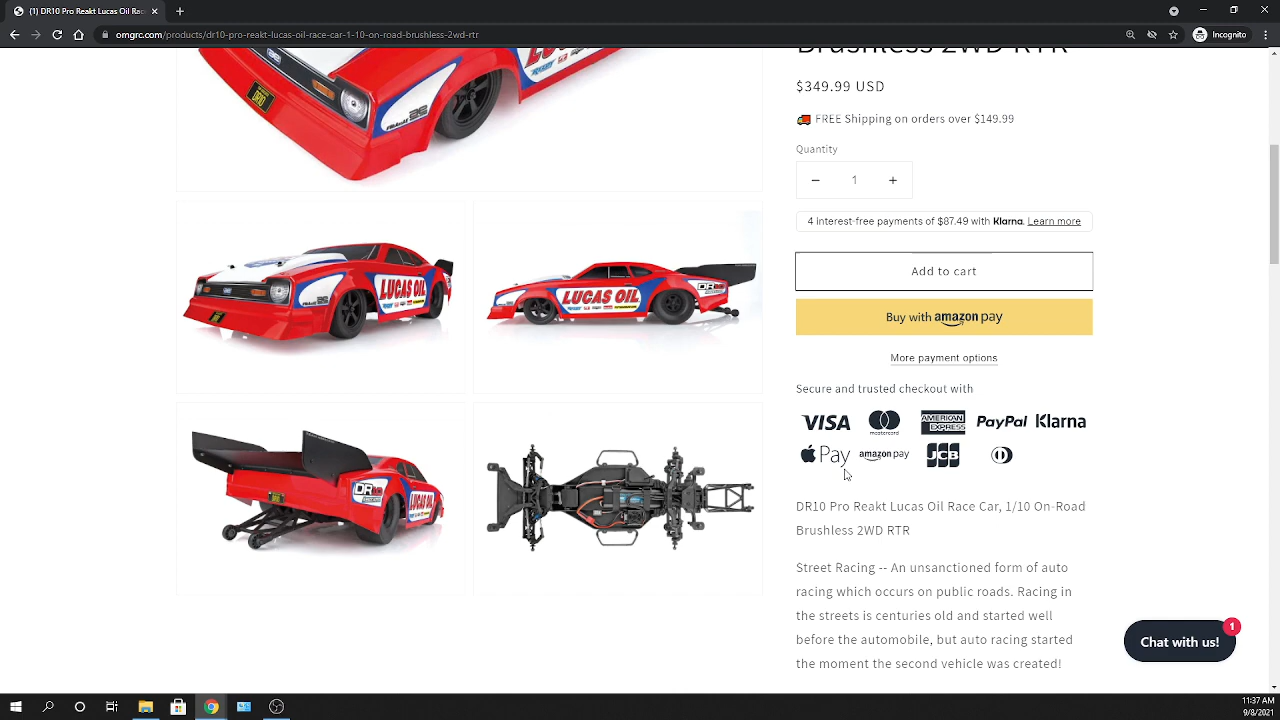 (1) DR10 Pro Reakt Lucas Oil Rac
omgrc.com/products/dr10-pro-reakt-lucas-oil-race-car-1-10-on-road-brushless-2wd-rtr
Incognito
Brushless 2WD RTR
$349.99 USD
FREE Shipping on orders over $149.99
Quantity
− 1 +
4 interest-free payments of $87.49 with Klarna. Learn more
Add to cart
Buy with amazon pay
More payment options
Secure and trusted checkout with
VISA mastercard AMERICAN EXPRESS PayPal Klarna
Pay amazon pay JCB
DR10 Pro Reakt Lucas Oil Race Car, 1/10 On-Road
Brushless 2WD RTR
Street Racing -- An unsanctioned form of auto
racing which occurs on public roads. Racing in
the streets is centuries old and started well
before the automobile, but auto racing started
the moment the second vehicle was created!
DR10
LUCAS OIL
LUCAS OIL
DR10
DR10
LUCAS OIL
Chat with us!
1
11:37 AM
9/8/2021